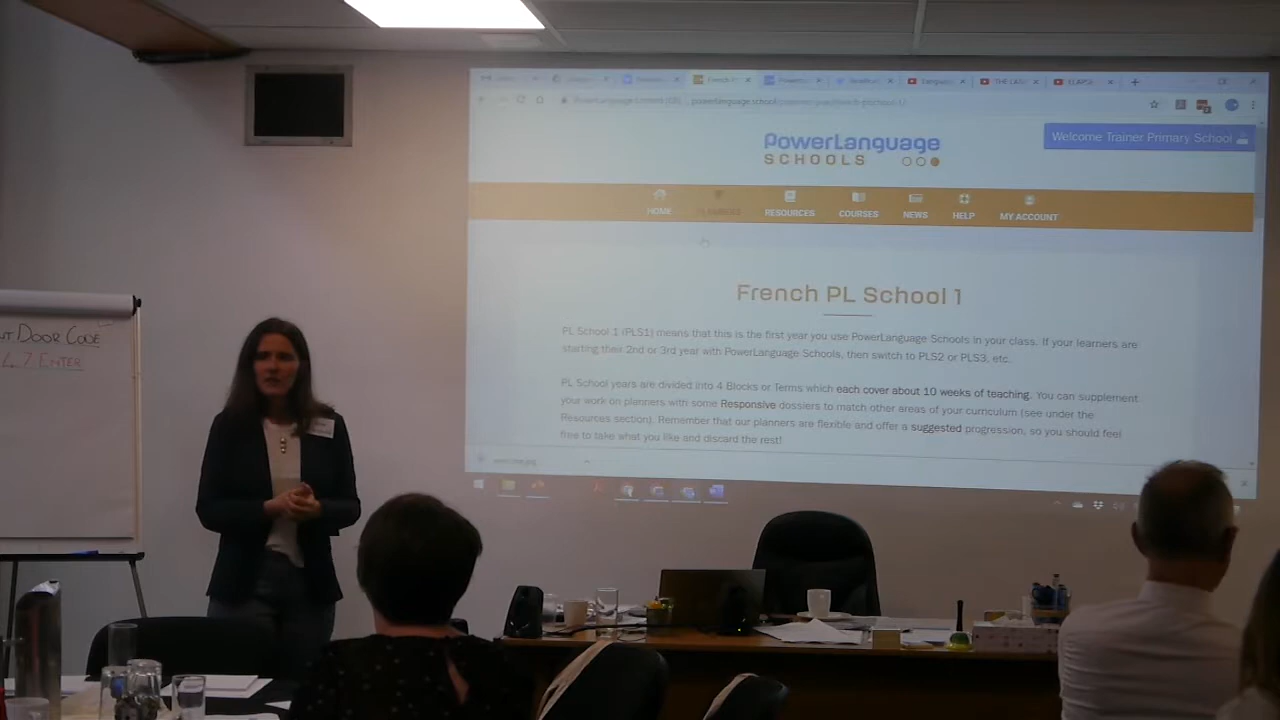 PowerLanguage
SCHOOLS
Welcome Trainer Primary School
HOME
RESOURCES
COURSES
NEWS
HELP
MY ACCOUNT
French PL School 1
PL School 1 (PLS1) means that this is the first year you use PowerLanguage Schools in your class. If your learners are
starting their 2nd or 3rd year with PowerLanguage Schools, then switch to PLS2 or PLS3, etc.
PL School years are divided into 4 Blocks or Terms which each cover about 10 weeks of teaching. You can supplement
your work on planners with some Responsive dossiers to match other areas of your curriculum (see under the
Resources section). Remember that our planners are flexible and offer a suggested progression, so you should feel
free to take what you like and discard the rest!
DOOR CODE
ENTER